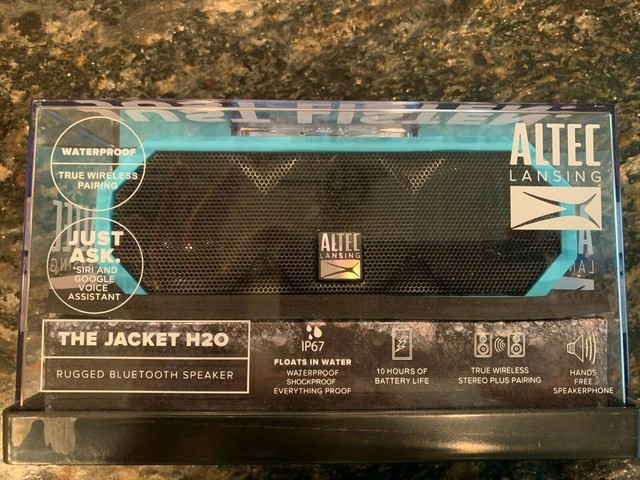 JUST LISTEN.
WATERPROOF
TRUE WIRELESS
PAIRING
JUST
ASK.
SIRI AND
GOOGLE
VOICE
ASSISTANT
ALTEC
LANSING
ALTEC
LANSING
THE JACKET H2O
RUGGED BLUETOOTH SPEAKER
IP67
FLOATS IN WATER
WATERPROOF
SHOCKPROOF
EVERYTHING PROOF
10 HOURS OF
BATTERY LIFE
TRUE WIRELESS
STEREO PLUS PAIRING
HANDS
FREE
SPEAKERPHONE